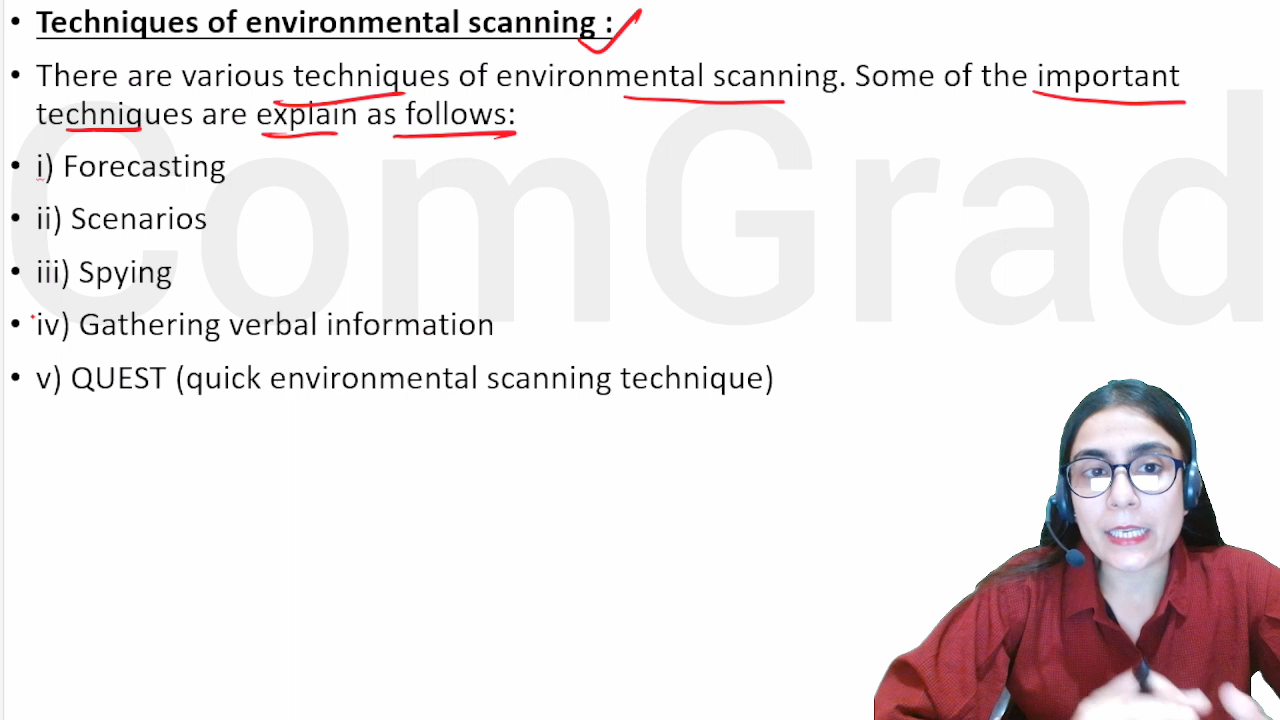 • Techniques of environmental scanning :
• There are various techniques of environmental scanning. Some of the important
techniques are explain as follows:
• i) Forecasting
• ii) Scenarios
• iii) Spying
• iv) Gathering verbal information
• v) QUEST (quick environmental scanning technique)
ComGrad